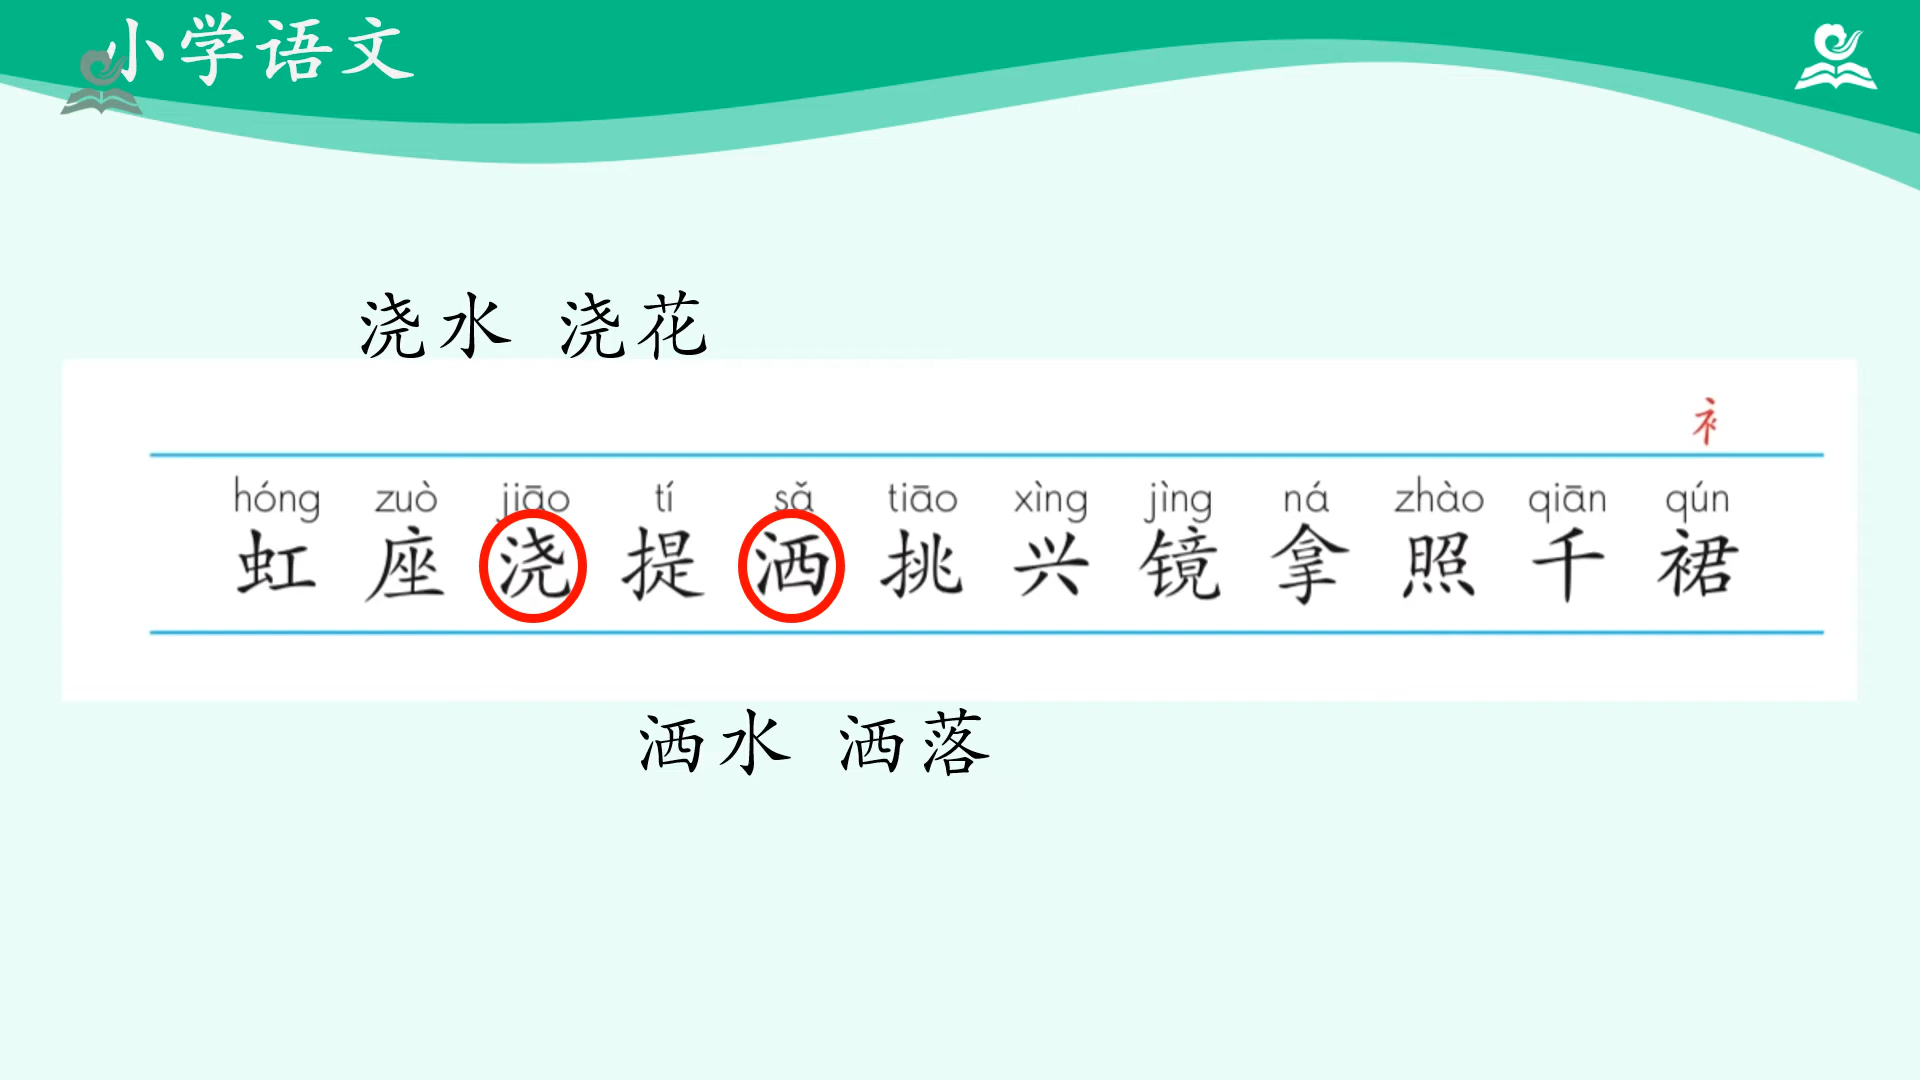 小学语文
浇水 浇花
衤
hóng zuò jiāo tí sǎ tiāo xìng jìng ná zhào qiān qún
虹 座 浇 提 洒 挑 兴 镜 拿 照 千 裙
洒水 洒落